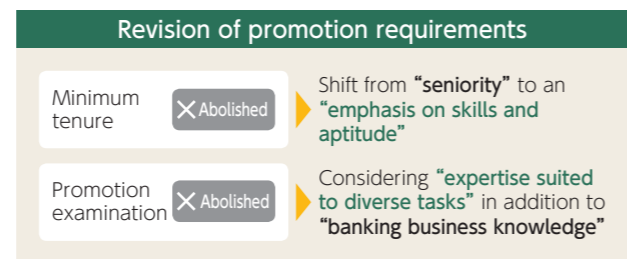 Revision of promotion requirements
Minimum
tenure
× Abolished
Shift from “seniority” to an
“emphasis on skills and
aptitude”
Promotion
examination
× Abolished
Considering “expertise suited
to diverse tasks” in addition to
“banking business knowledge”